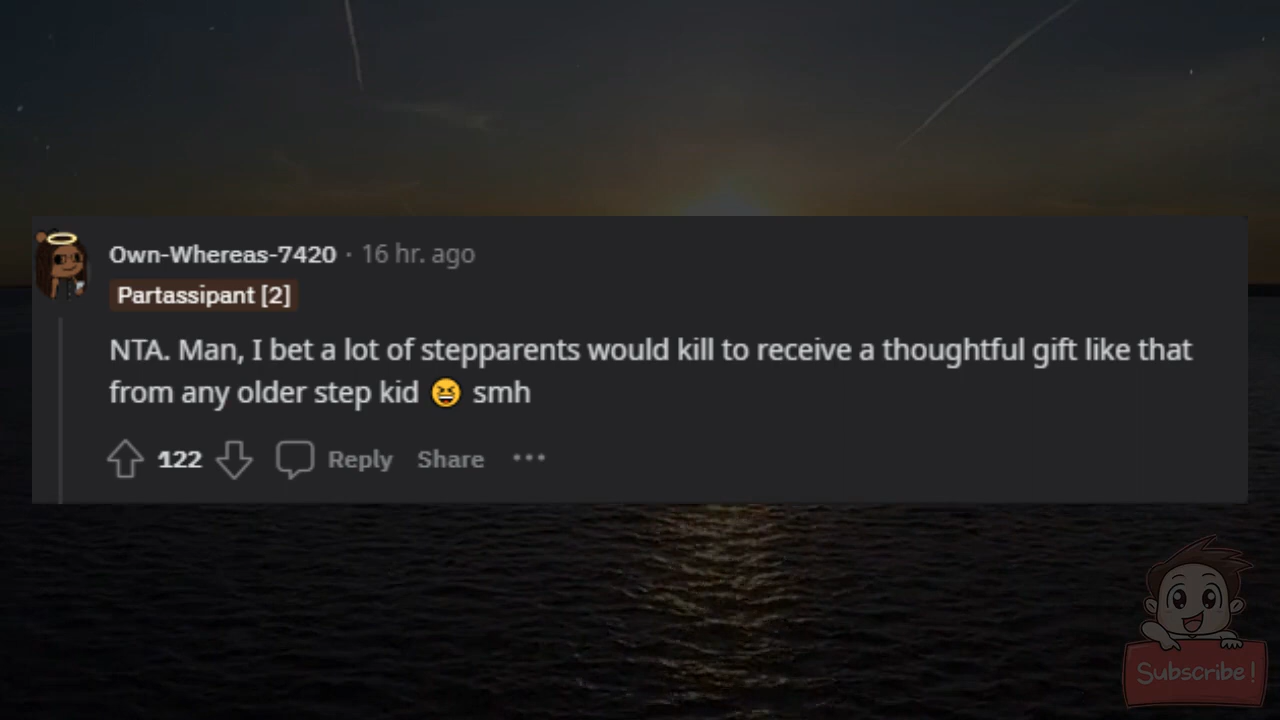 Own-Whereas-7420 · 16 hr. ago
Partassipant [2]
NTA. Man, I bet a lot of stepparents would kill to receive a thoughtful gift like that
from any older step kid 😆 smh
122 Reply Share ···
Subscribe!